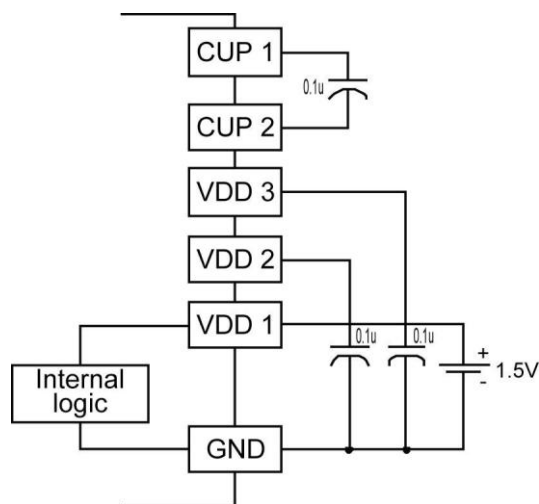 CUP 1
0.1u
CUP 2
VDD 3
VDD 2
VDD 1
0.1u
0.1u
+
1.5V
-
Internal
logic
GND